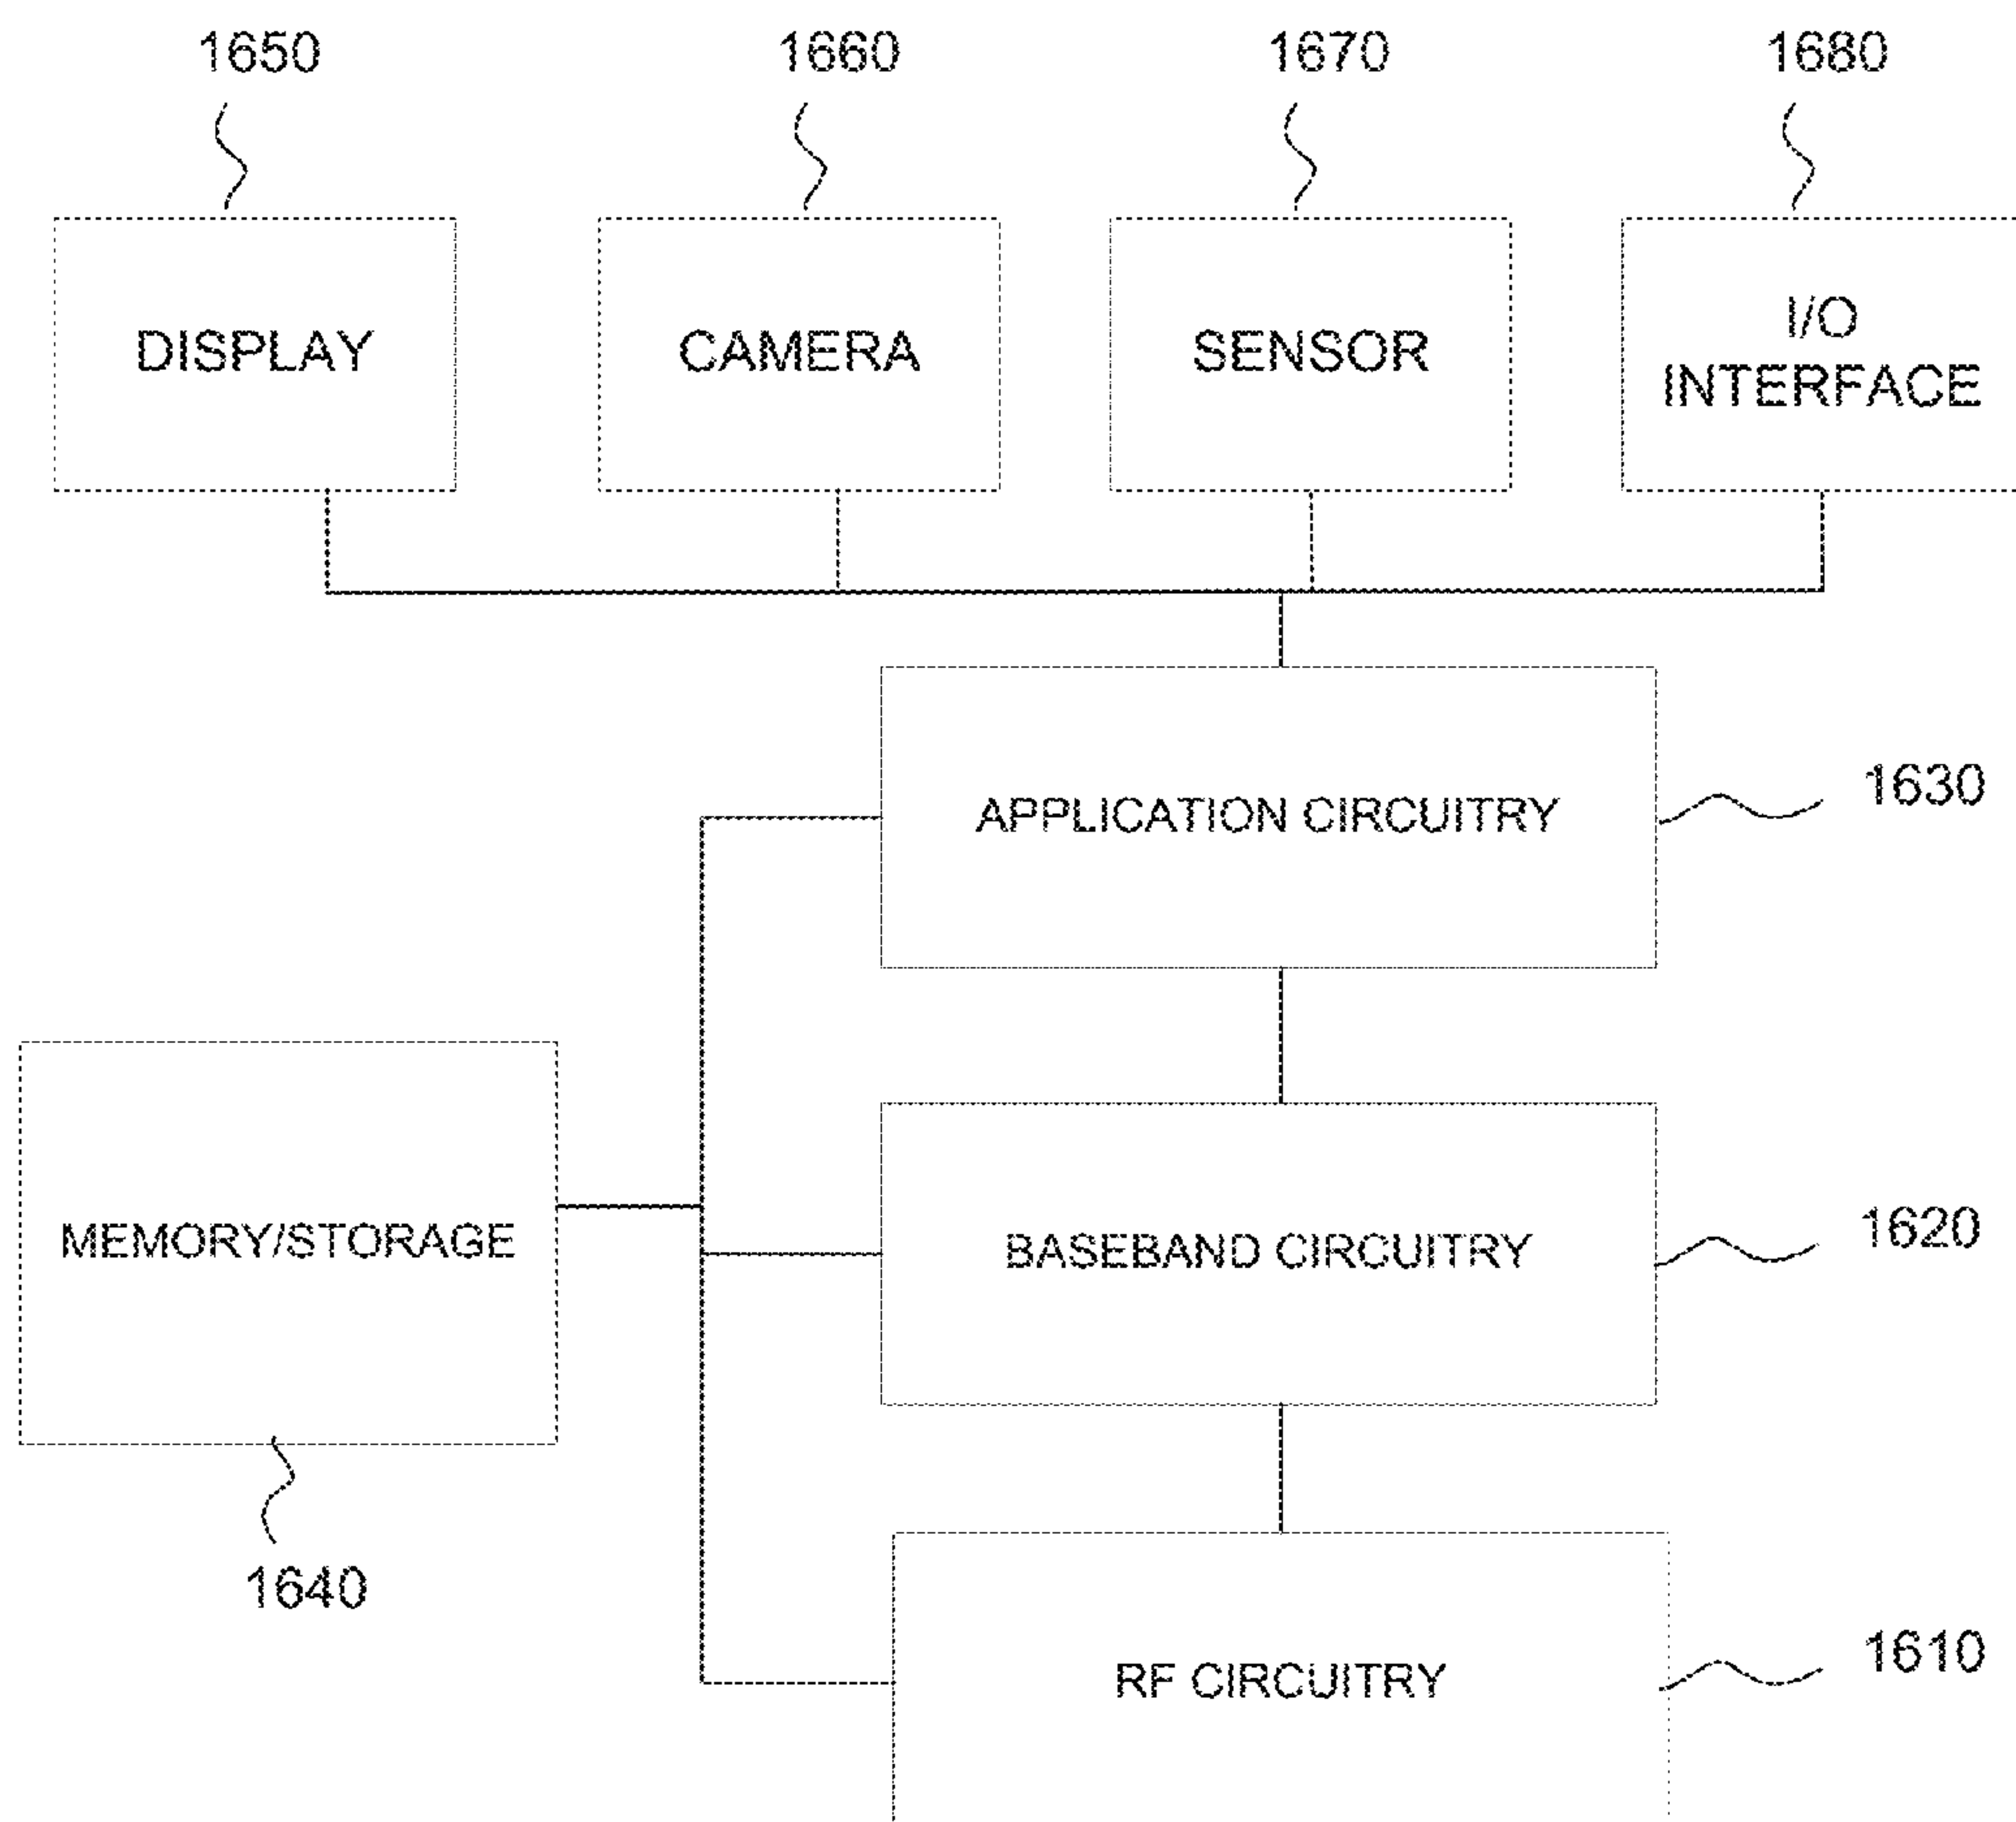 1650
1660
1670
1680
DISPLAY
CAMERA
SENSOR
I/O
INTERFACE
APPLICATION CIRCUITRY
1630
MEMORY/STORAGE
BASEBAND CIRCUITRY
1620
1640
RF CIRCUITRY
1610